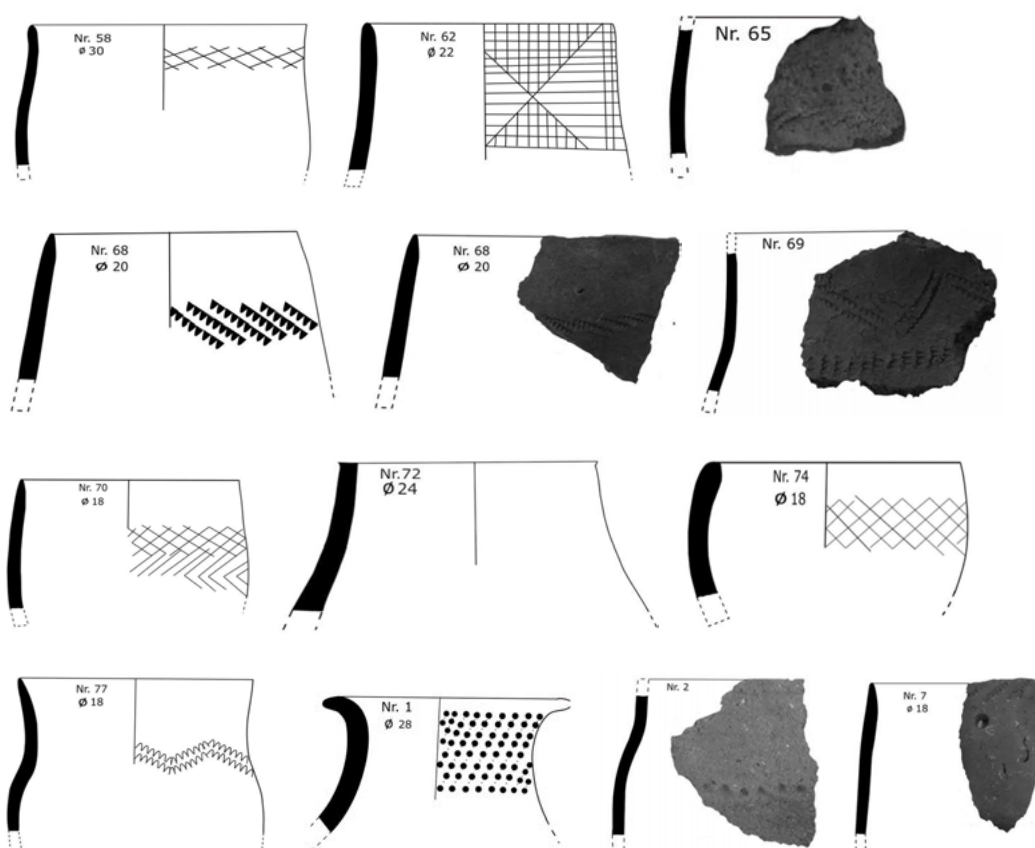 Nr. 58
ø 30
Nr. 62
Ø 22
Nr. 65
Nr. 68
Ø 20
Nr. 68
Ø 20
Nr. 69
Nr. 70
Ø 18
Nr.72
Ø 24
Nr. 74
Ø 18
Nr. 77
Ø 18
Nr. 1
Ø 28
Nr. 2
Nr. 7
ø 18